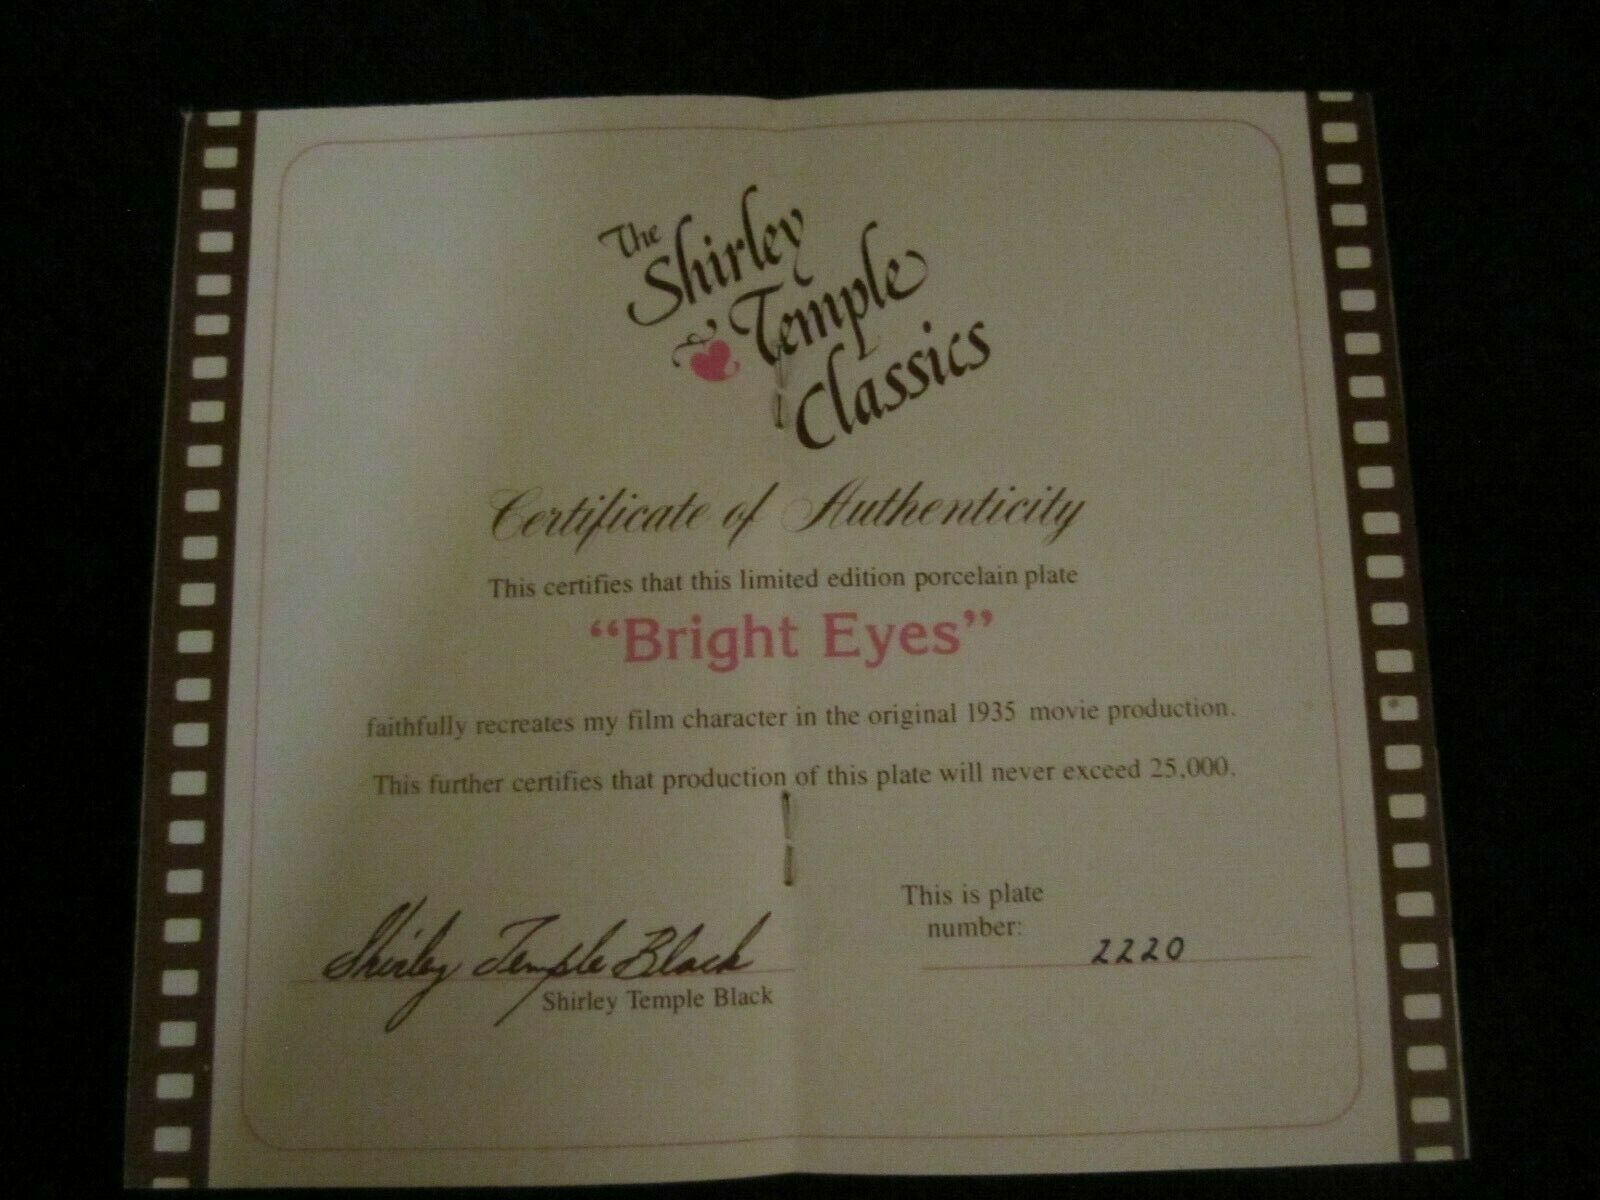 The
Shirley
Temple
Classics
Certificate of Authenticity
This certifies that this limited edition porcelain plate
“Bright Eyes”
faithfully recreates my film character in the original 1935 movie production.
This further certifies that production of this plate will never exceed 25,000.
This is plate
number: 2220
Shirley Temple Black
Shirley Temple Black